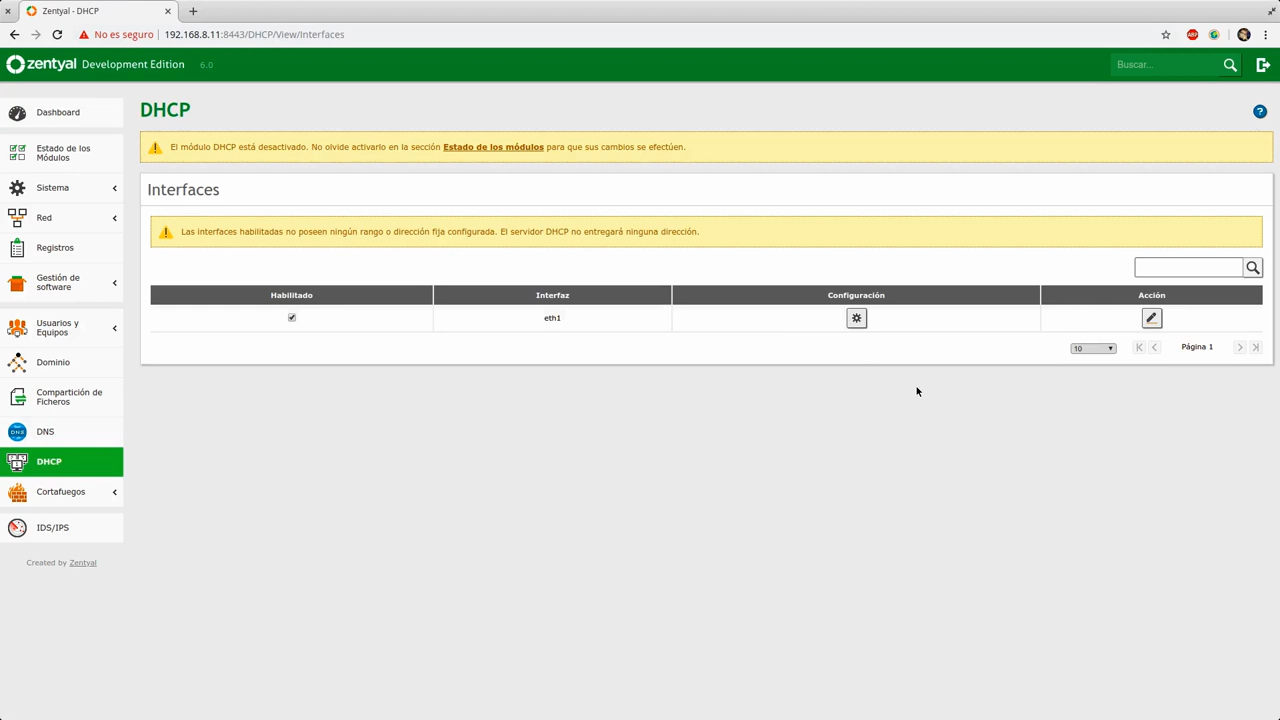 Zentyal - DHCP
No es seguro 192.168.8.11:8443/DHCP/View/Interfaces
ABP
zentyal Development Edition 6.0
Buscar...
Dashboard
Estado de los
Módulos
Sistema
Red
Registros
Gestión de
software
Usuarios y
Equipos
Dominio
Compartición de
Ficheros
DNS
DHCP
Cortafuegos
IDS/IPS
Created by Zentyal
DHCP
?
El módulo DHCP está desactivado. No olvide activarlo en la sección Estado de los módulos para que sus cambios se efectúen.
Interfaces
Las interfaces habilitadas no poseen ningún rango o dirección fija configurada. El servidor DHCP no entregará ninguna dirección.
Habilitado Interfaz Configuración Acción
eth1
10 Página 1